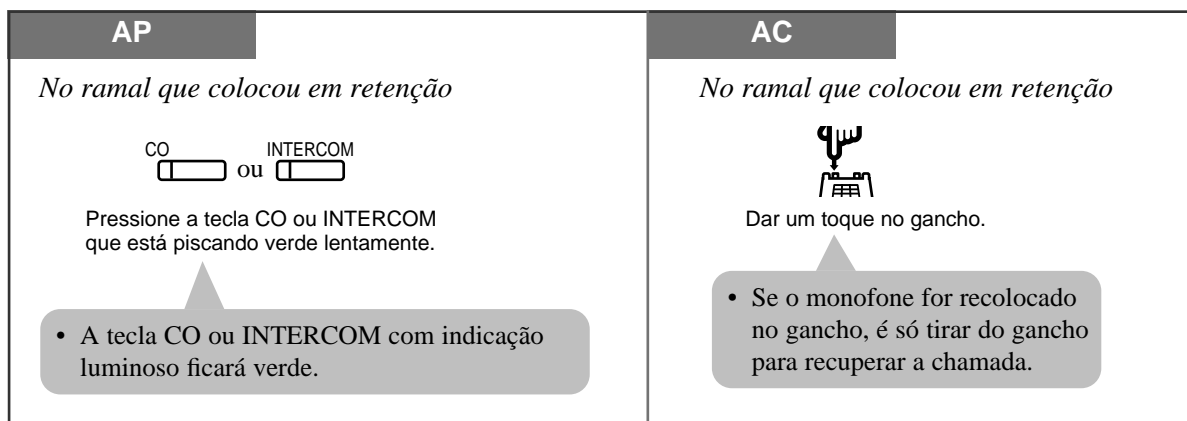 AP
No ramal que colocou em retenção
CO ou INTERCOM
Pressione a tecla CO ou INTERCOM
que está piscando verde lentamente.
• A tecla CO ou INTERCOM com indicação
luminoso ficará verde.
AC
No ramal que colocou em retenção
Dar um toque no gancho.
• Se o monofone for recolocado
no gancho, é só tirar do gancho
para recuperar a chamada.